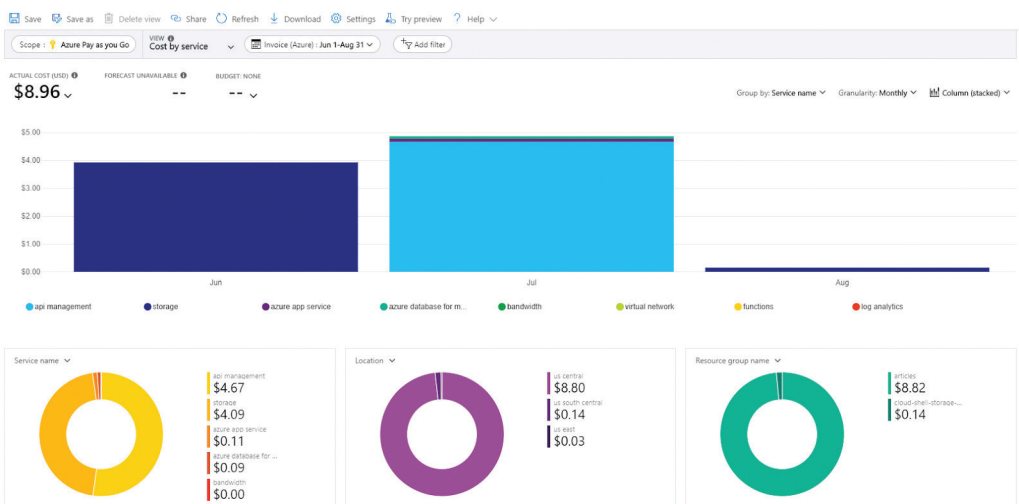 Save Save as Delete view Share Refresh Download Settings Try preview ? Help
Scope : Azure Pay as you Go
VIEW
Cost by service
Invoice (Azure) : Jun 1-Aug 31
Add filter
ACTUAL COST (USD) FORECAST UNAVAILABLE BUDGET: NONE
$8.96 -- --
Group by: Service name Granularity: Monthly Column (stacked)
$5.00
$4.00
$3.00
$2.00
$1.00
$0.00
Jun Jul Aug
api management storage azure app service azure database for m... bandwidth virtual network functions log analytics
Service name
api management
$4.67
storage
$4.09
azure app service
$0.11
azure database for ...
$0.09
bandwidth
$0.00
Location
us central
$8.80
us south central
$0.14
us east
$0.03
Resource group name
articles
$8.82
cloud-shell-storage-...
$0.14